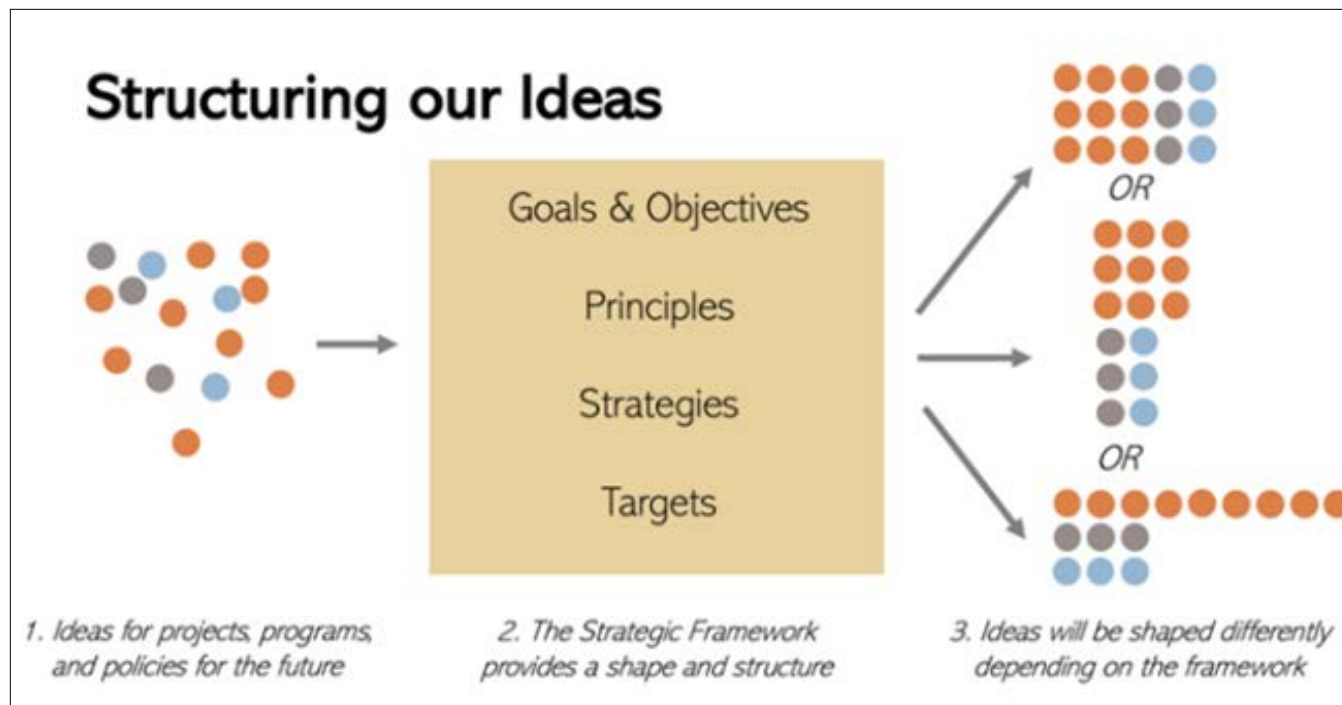 Structuring our Ideas
Goals & Objectives
Principles
Strategies
Targets
OR
OR
1. Ideas for projects, programs,
and policies for the future
2. The Strategic Framework
provides a shape and structure
3. Ideas will be shaped differently
depending on the framework